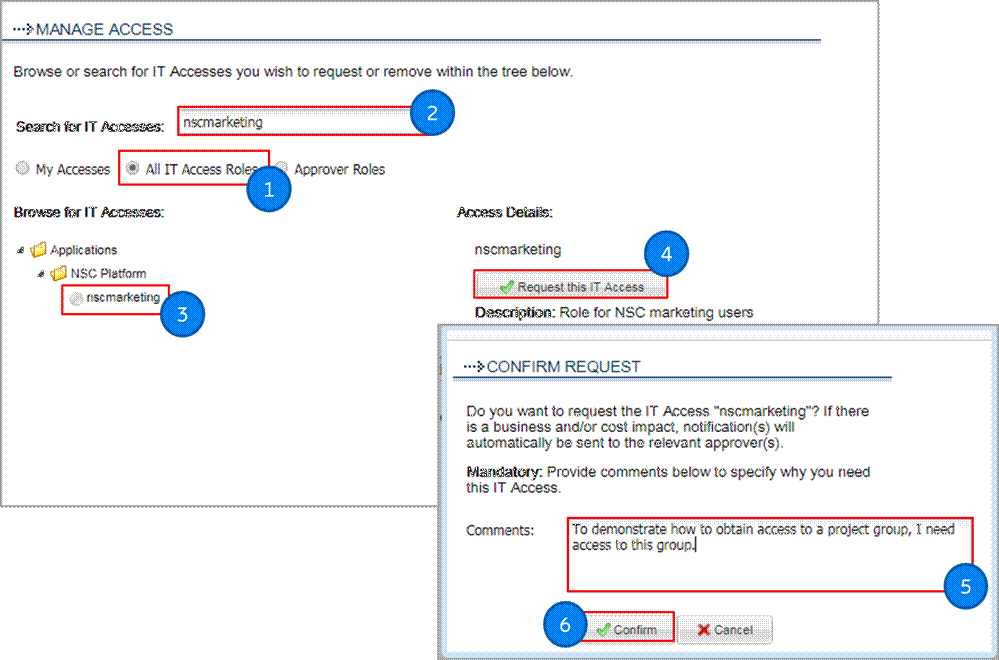 MANAGE ACCESS
Browse or search for IT Accesses you wish to request or remove within the tree below.
Search for IT Accesses: nscmarketing 2
My Accesses All IT Access Roles Approver Roles
1
Browse for IT Accesses: Access Details:
Applications nscmarketing 4
NSC Platform Request this IT Access
nscmarketing 3
Description: Role for NSC marketing users
CONFIRM REQUEST
Do you want to request the IT Access "nscmarketing"? If there
is a business and/or cost impact, notification(s) will
automatically be sent to the relevant approver(s).
Mandatory: Provide comments below to specify why you need
this IT Access.
Comments: To demonstrate how to obtain access to a project group, I need
access to this group.
5
6 Confirm Cancel